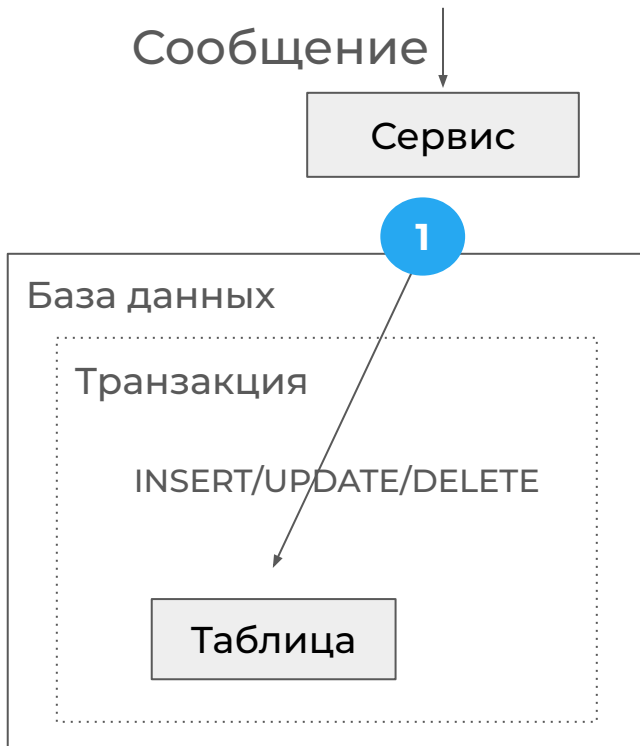 Сообщение
Сервис
1
База данных
Транзакция
INSERT/UPDATE/DELETE
Таблица